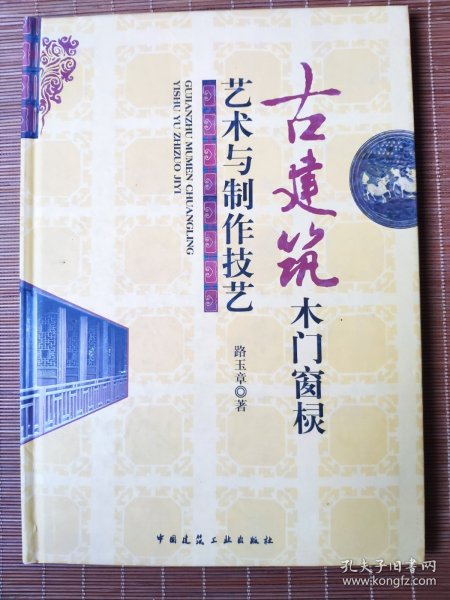 古建筑
木门窗棂
艺术与制作技艺
GUJIANZHU MUMEN CHUANGLING
YISHU YU ZHIZUO JIYI
路玉章◎著
中国建筑工业出版社
孔夫子旧书网
www.kongfz.com